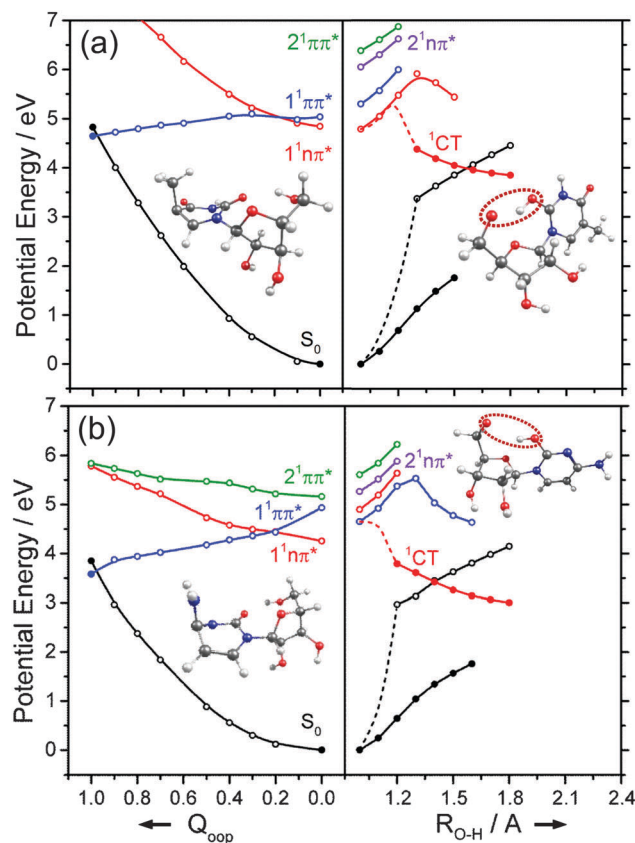 (a)
2¹ππ*
1¹ππ*
1¹nπ*
S₀
2¹nπ*
¹CT
Potential Energy / eV
7
6
5
4
3
2
1
0
(b)
2¹ππ*
1¹ππ*
1¹nπ*
S₀
2¹nπ*
¹CT
Potential Energy / eV
7
6
5
4
3
2
1
0
1.0 0.8 0.6 0.4 0.2 0.0 1.2 1.5 1.8 2.1 2.4
← Qoop
R O-H / A →